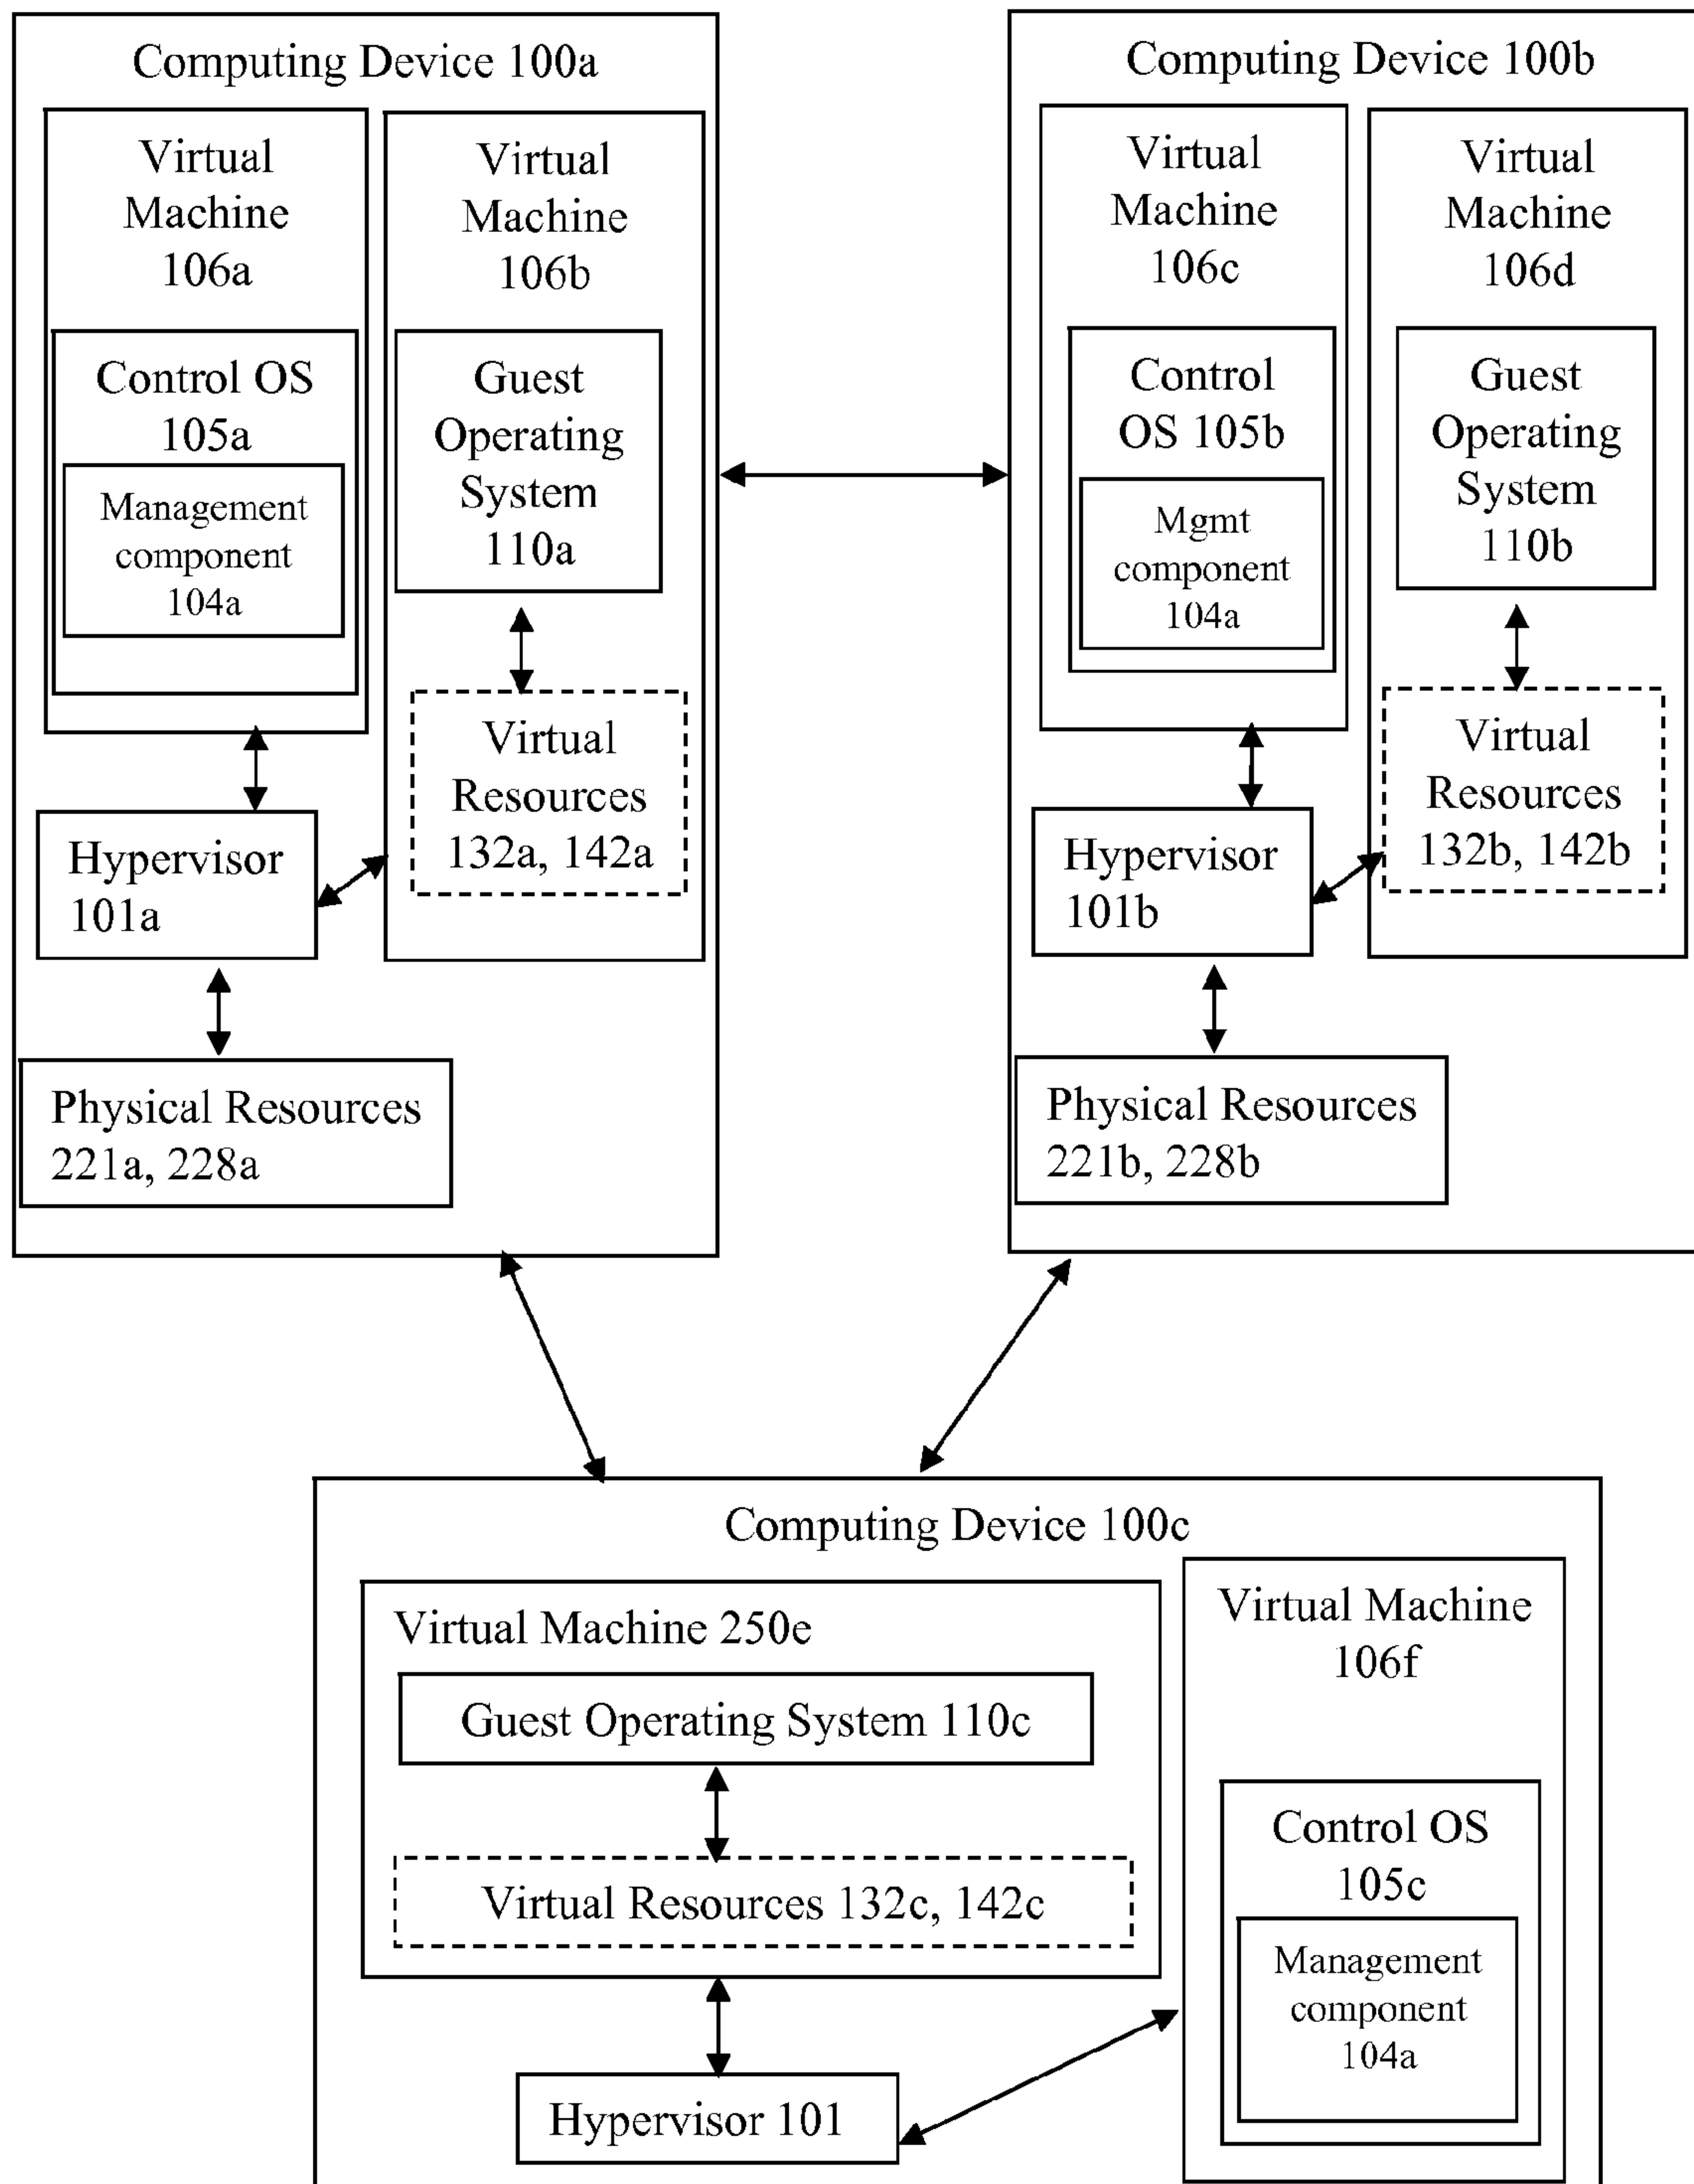 Computing Device 100a
Virtual
Machine
106a
Control OS
105a
Management
component
104a
Virtual
Machine
106b
Guest
Operating
System
110a
Virtual
Resources
132a, 142a
Hypervisor
101a
Physical Resources
221a, 228a
Computing Device 100b
Virtual
Machine
106c
Control
OS 105b
Mgmt
component
104a
Virtual
Machine
106d
Guest
Operating
System
110b
Virtual
Resources
132b, 142b
Hypervisor
101b
Physical Resources
221b, 228b
Computing Device 100c
Virtual Machine 250e
Guest Operating System 110c
Virtual Resources 132c, 142c
Hypervisor 101
Virtual Machine
106f
Control OS
105c
Management
component
104a